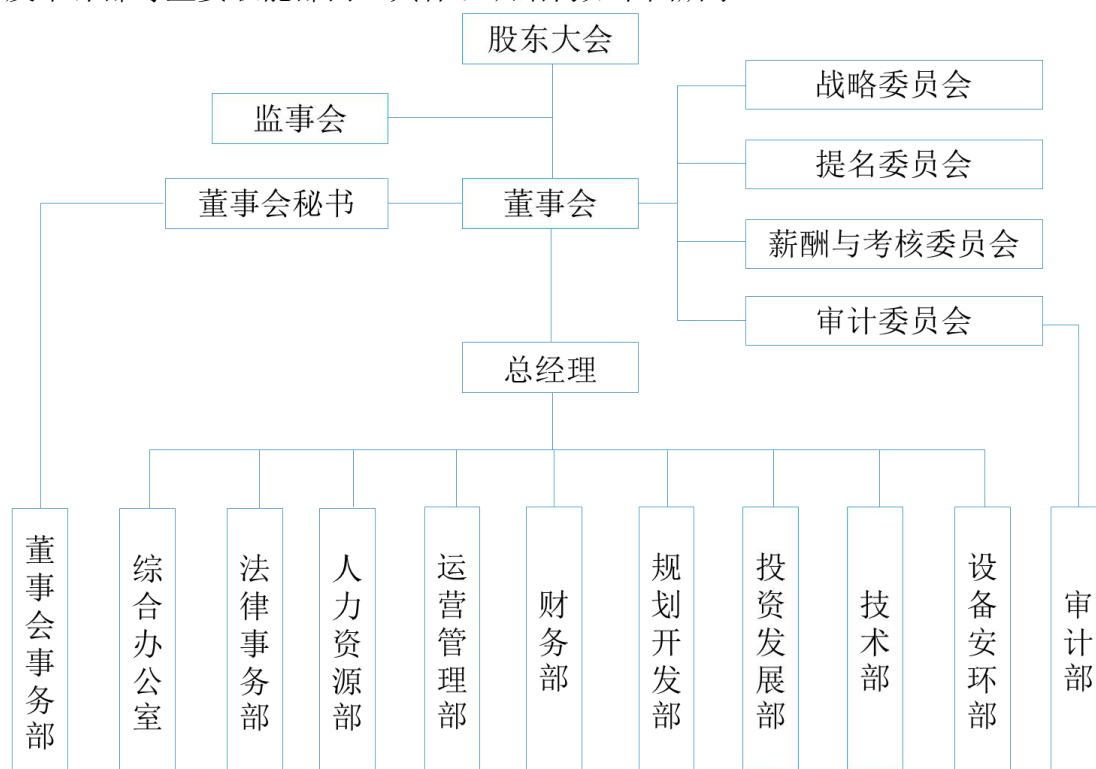 股东大会
战略委员会
监事会
提名委员会
董事会秘书
董事会
薪酬与考核委员会
审计委员会
总经理
董事会事务部
综合办公室
法律事务部
人力资源部
运营管理部
财务部
规划开发部
投资发展部
技术部
设备安环部
审计部